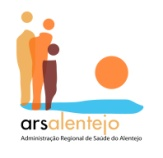 arsalentejo
Administração Regional de Saúde do Alentejo